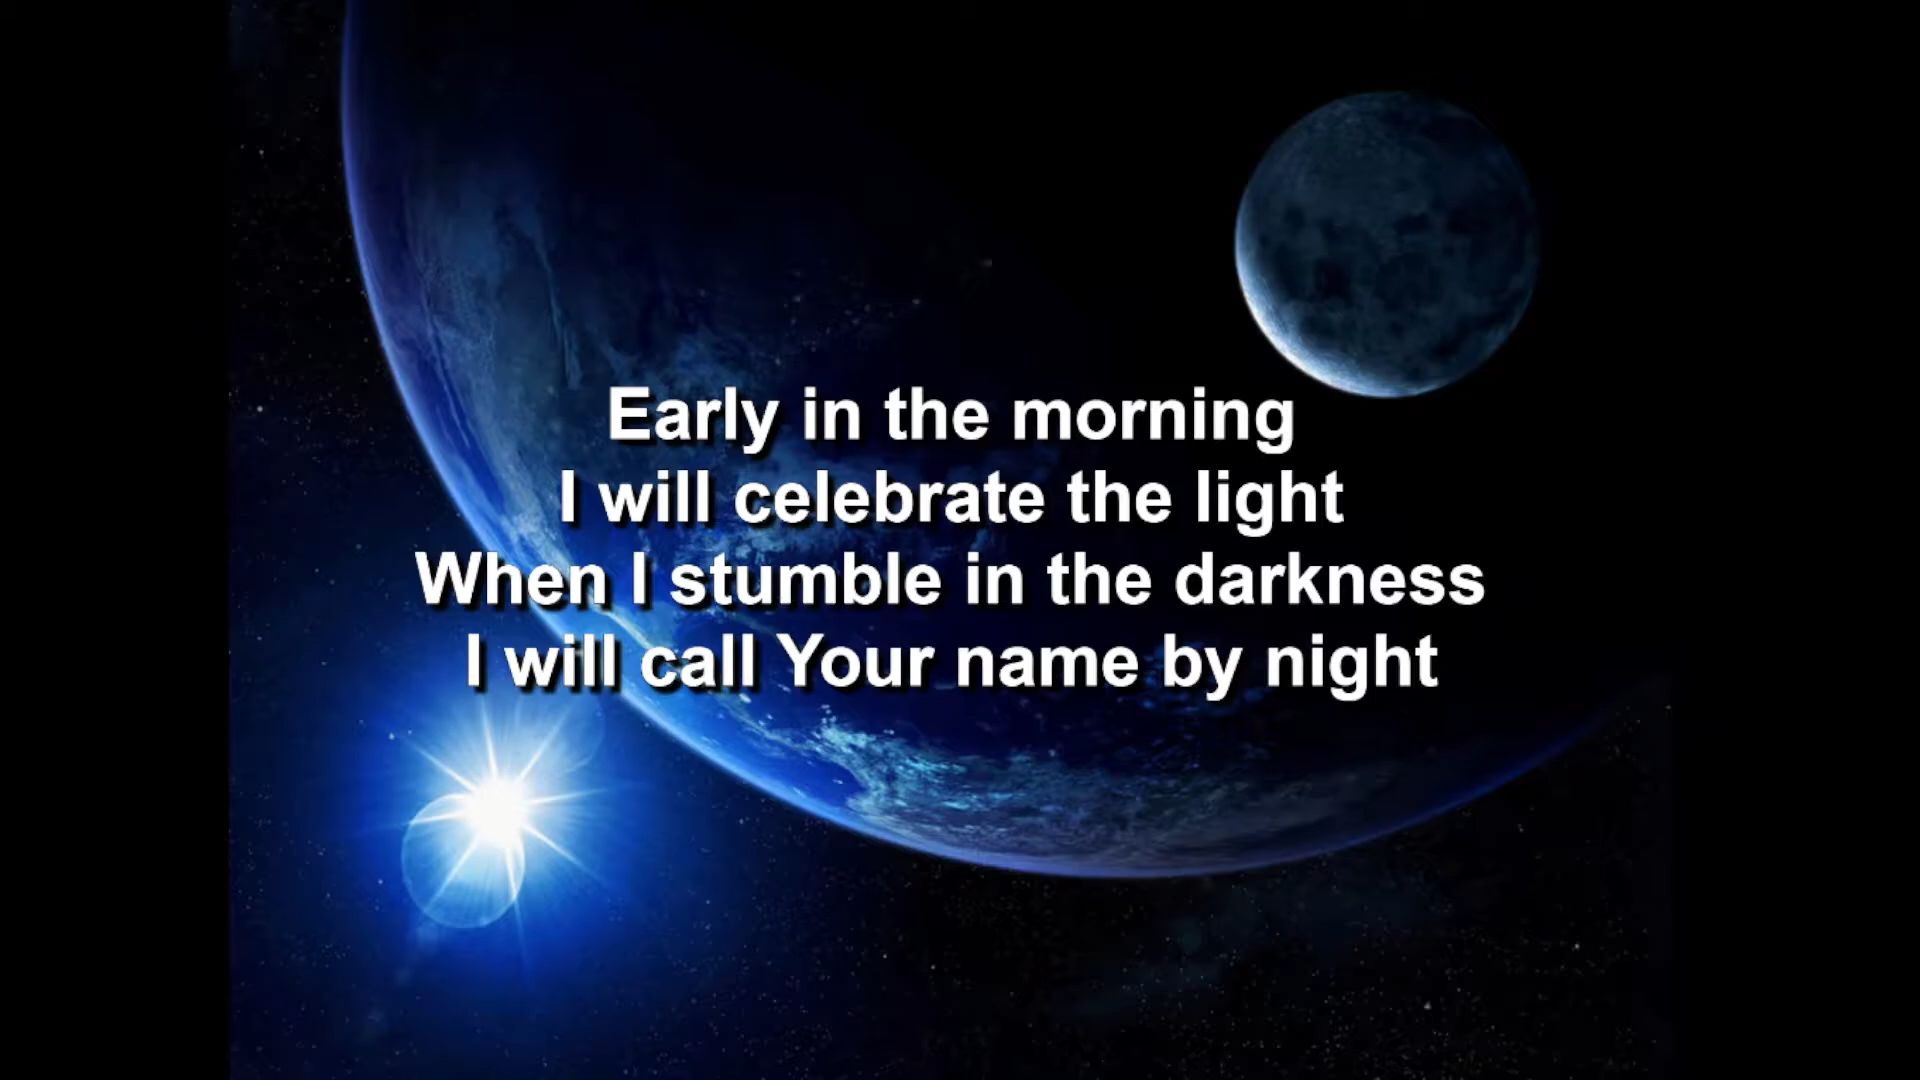 Early in the morning
I will celebrate the light
When I stumble in the darkness
I will call Your name by night